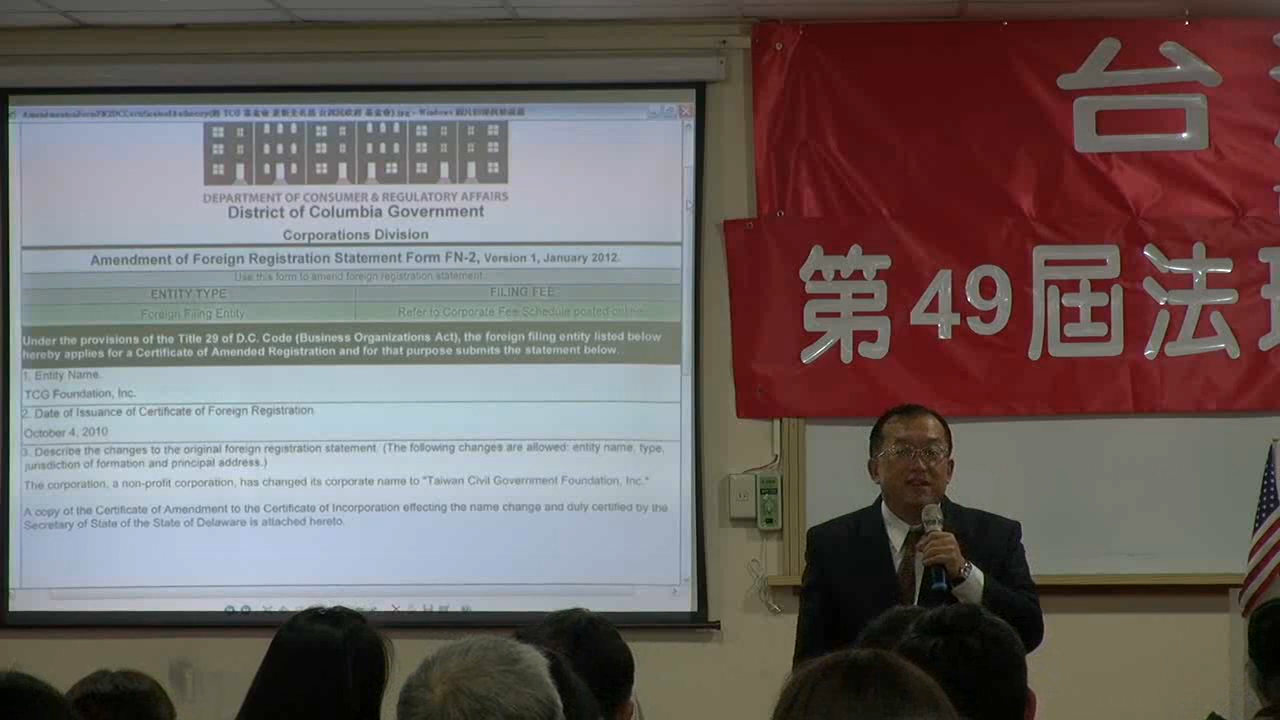 DEPARTMENT OF CONSUMER & REGULATORY AFFAIRS
District of Columbia Government
Corporations Division
Amendment of Foreign Registration Statement Form FN-2, Version 1, January 2012.
Use this form to amend foreign registration statement.
ENTITY TYPE
FILING FEE
Foreign Filing Entity
Refer to Corporate Fee Schedule posted online
Under the provisions of the Title 29 of D.C. Code (Business Organizations Act), the foreign filing entity listed below
hereby applies for a Certificate of Amended Registration and for that purpose submits the statement below.
1. Entity Name.
TCG Foundation, Inc.
2. Date of Issuance of Certificate of Foreign Registration
October 4, 2010
3. Describe the changes to the original foreign registration statement. (The following changes are allowed: entity name, type,
jurisdiction of formation and principal address.)
The corporation, a non-profit corporation, has changed its corporate name to "Taiwan Civil Government Foundation, Inc."
A copy of the Certificate of Amendment to the Certificate of Incorporation effecting the name change and duly certified by the
Secretary of State of the State of Delaware is attached hereto.
台
第49屆法